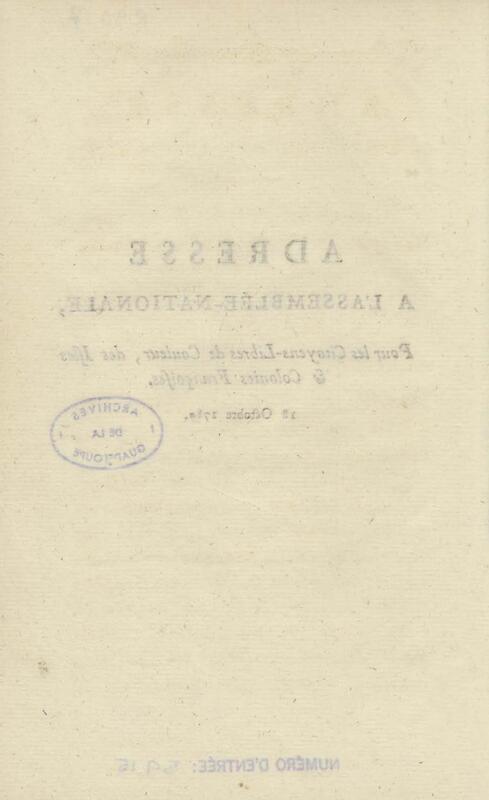 ADRESSE
A L'ASSEMBLÉE-NATIONALE,
Pour les Citoyens-Libres de Couleur, des Isles
& Colonies Françoises.
18 Octobre 1789.
ARCHIVES
DE LA
GUADELOUPE
NUMÉRO D'ENTRÉE: